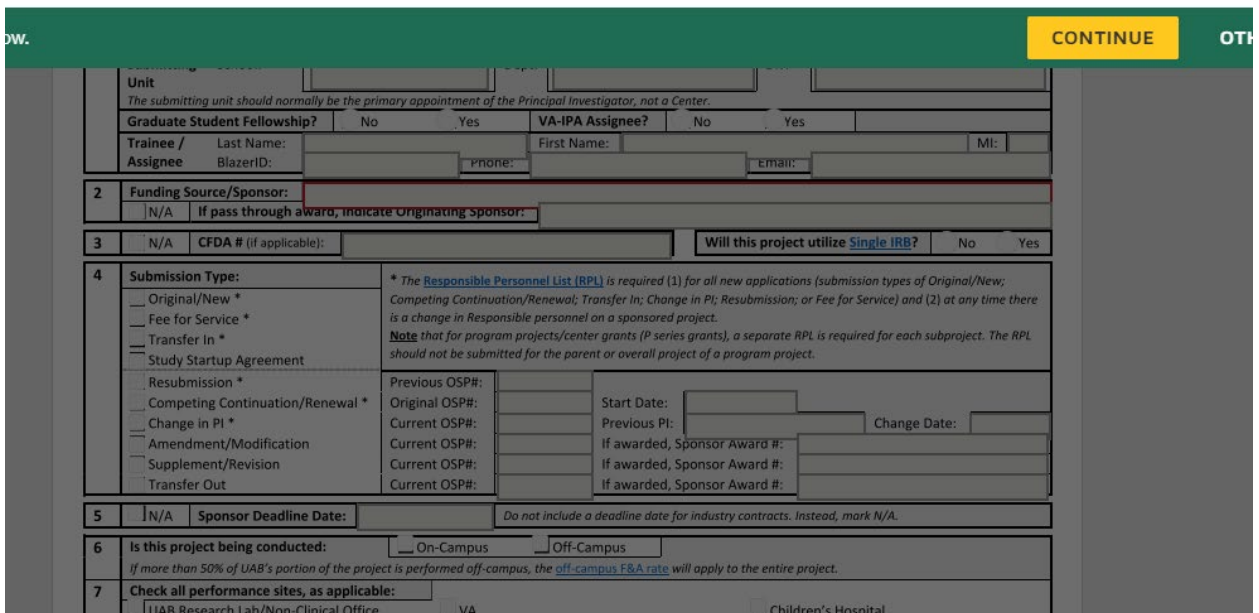 ow.
CONTINUE
OTH
Unit
The submitting unit should normally be the primary appointment of the Principal Investigator, not a Center.
Graduate Student Fellowship? No Yes VA-IPA Assignee? No Yes
Trainee / Last Name: First Name: MI:
Assignee BlazerID: Phone: Email:
2 Funding Source/Sponsor:
N/A If pass through award, indicate Originating Sponsor:
3 N/A CFDA # (if applicable): Will this project utilize Single IRB? No Yes
4 Submission Type:
Original/New *
Fee for Service *
Transfer In *
Study Startup Agreement
* The Responsible Personnel List (RPL) is required (1) for all new applications (submission types of Original/New;
Competing Continuation/Renewal; Transfer In; Change in PI; Resubmission; or Fee for Service) and (2) at any time there
is a change in Responsible personnel on a sponsored project.
Note that for program projects/center grants (P series grants), a separate RPL is required for each subproject. The RPL
should not be submitted for the parent or overall project of a program project.
Resubmission * Previous OSP#:
Competing Continuation/Renewal * Original OSP#: Start Date:
Change in PI * Current OSP#: Previous PI: Change Date:
Amendment/Modification Current OSP#: If awarded, Sponsor Award #:
Supplement/Revision Current OSP#: If awarded, Sponsor Award #:
Transfer Out Current OSP#: If awarded, Sponsor Award #:
5 N/A Sponsor Deadline Date: Do not include a deadline date for industry contracts. Instead, mark N/A.
6 Is this project being conducted: On-Campus Off-Campus
If more than 50% of UAB's portion of the project is performed off-campus, the off-campus F&A rate will apply to the entire project.
7 Check all performance sites, as applicable:
UAB Research Lab/Non-Clinical Office VA Children's Hospital